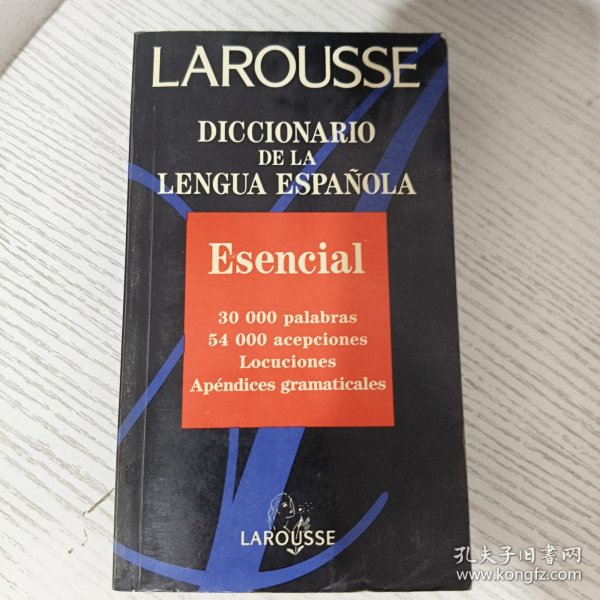 LAROUSSE
DICCIONARIO
DE LA
LENGUA ESPAÑOLA
Esencial
30 000 palabras
54 000 acepciones
Locuciones
Apéndices gramaticales
LAROUSSE
孔夫子旧书网
www.kongfz.com